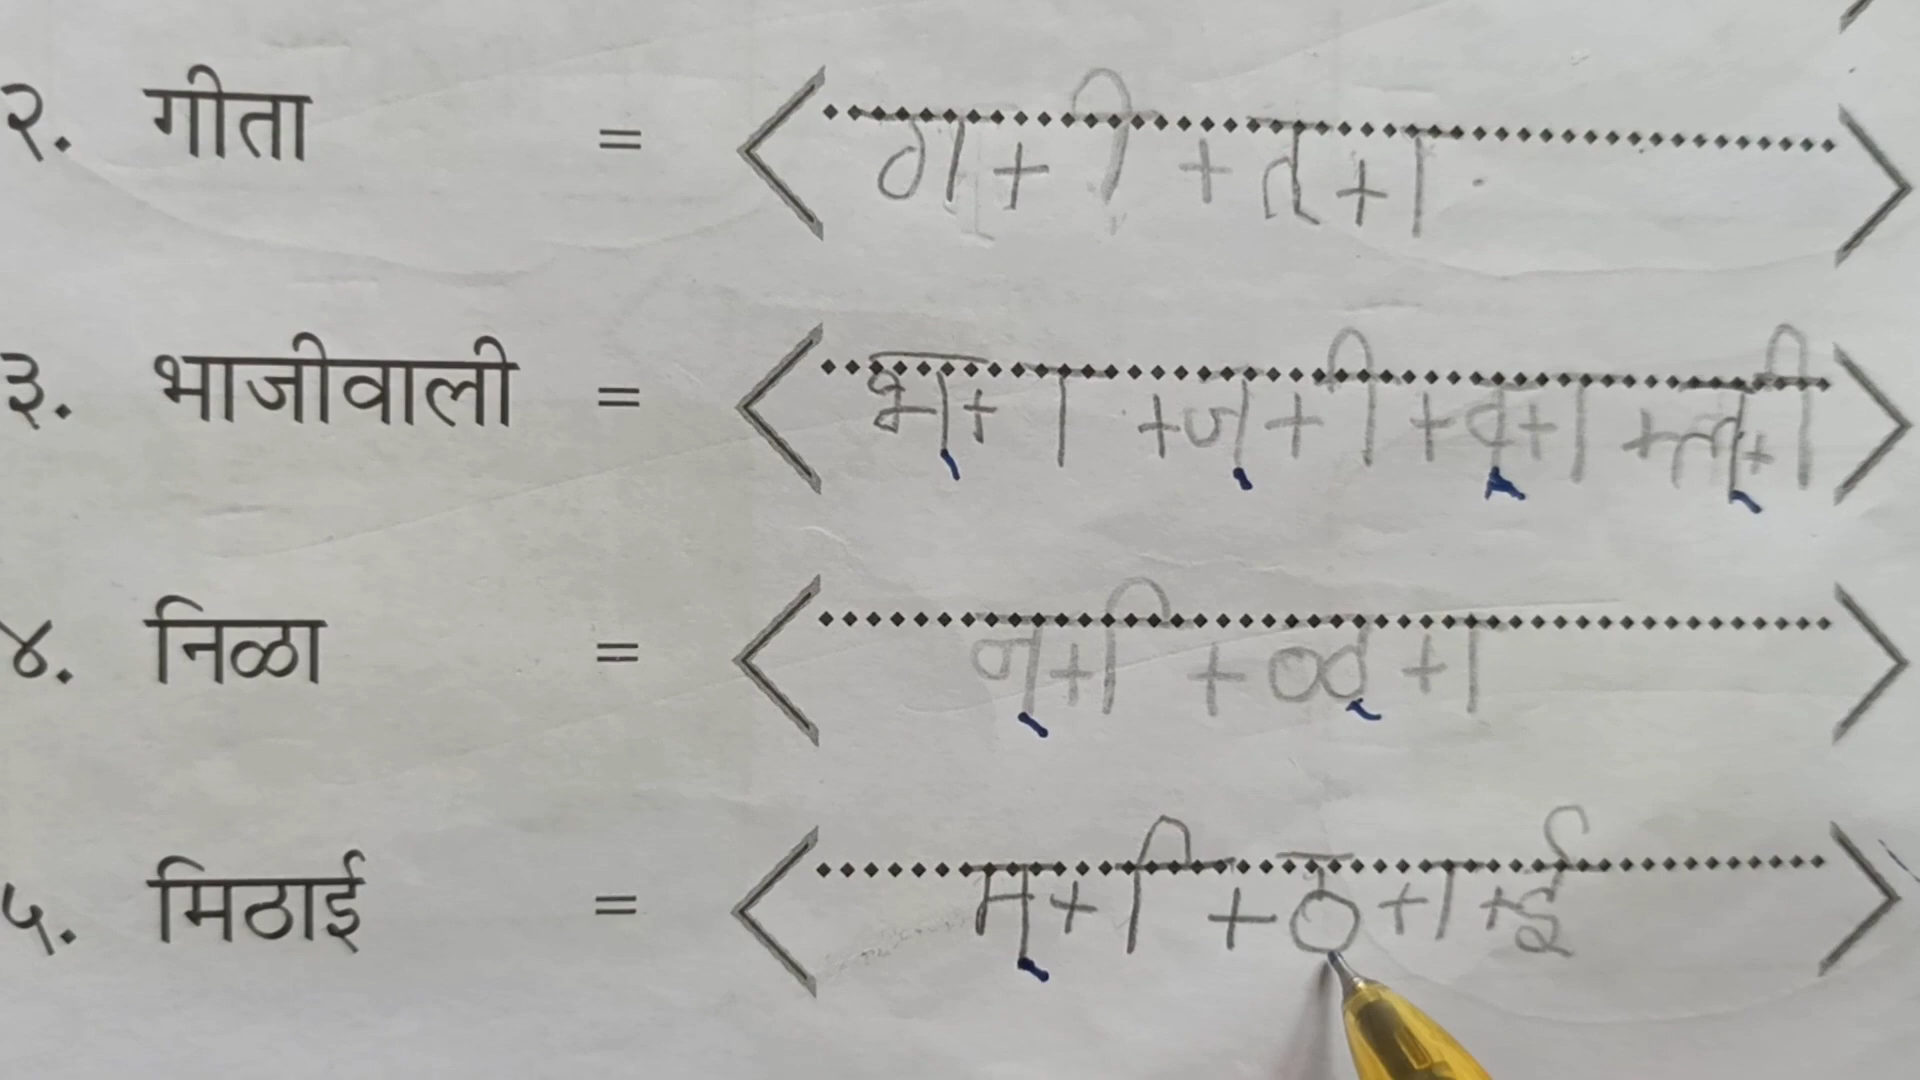 २. गीता = < ग + ी + त् + ा >
३. भाजीवाली = < भ् + ा + ज् + ी + व् + ा + ल् + ी >
४. निळा = < न् + ि + ळ् + ा >
५. मिठाई = < म् + ि + ठ + ा + ई >